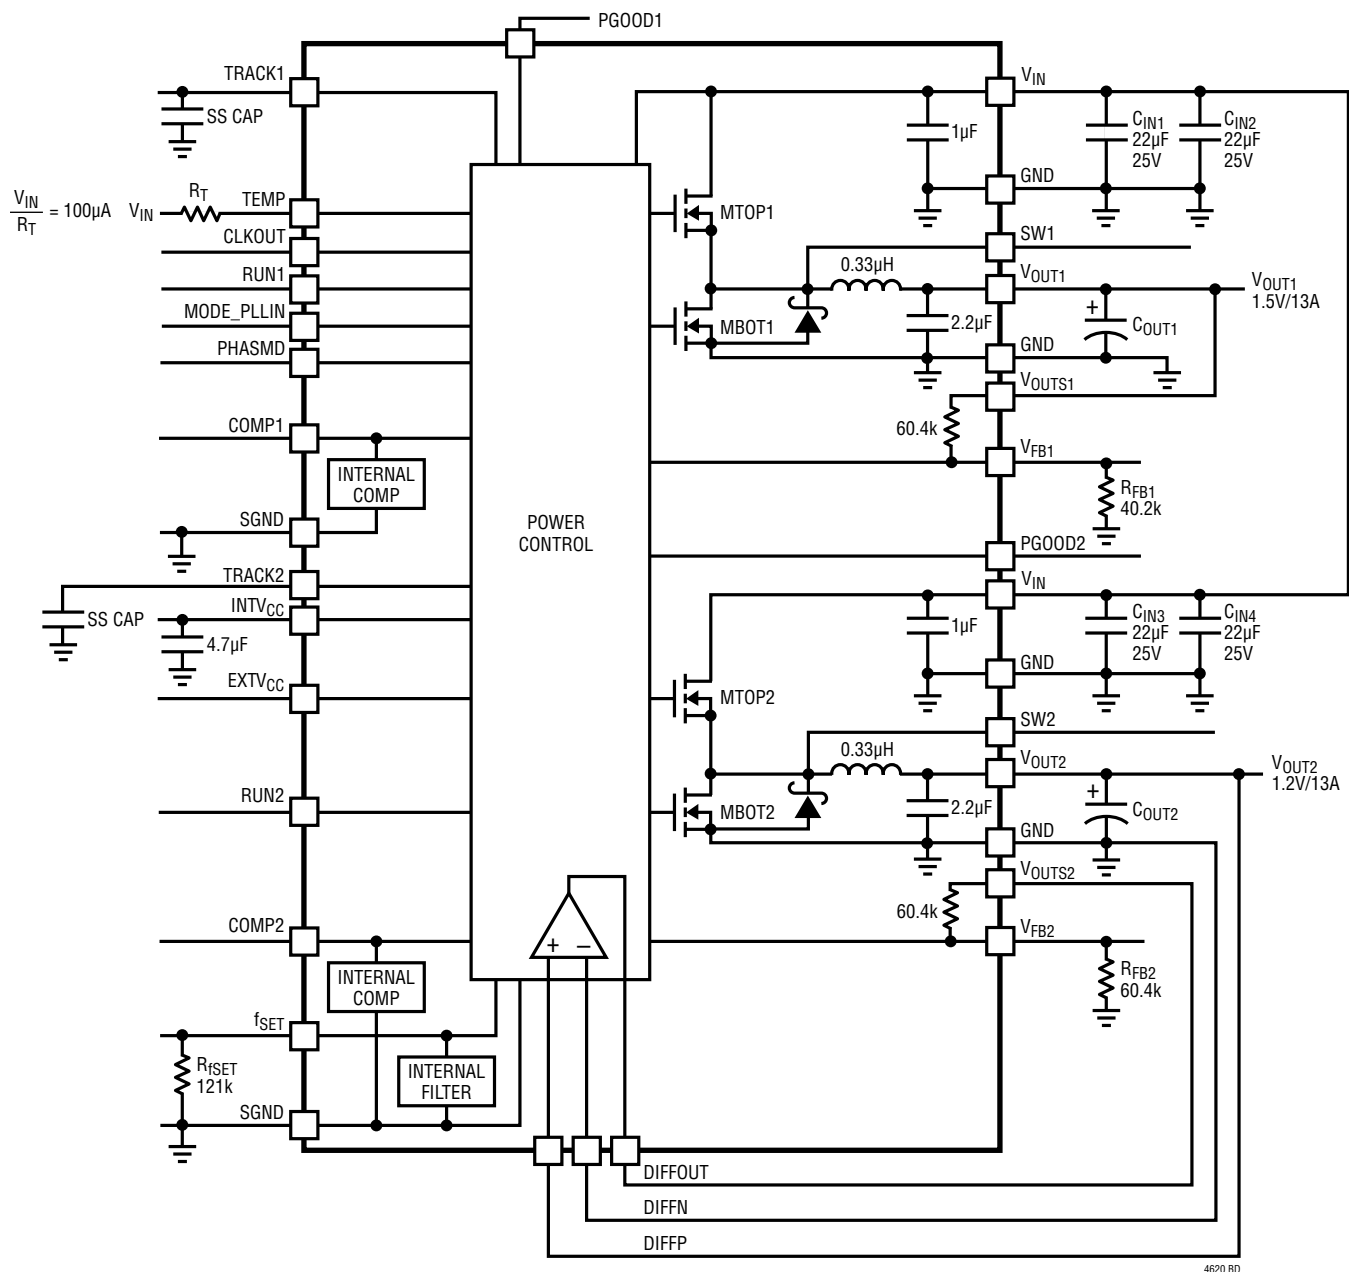 PGOOD1
TRACK1
SS CAP
VIN
RT
= 100µA
VIN
RT
TEMP
CLKOUT
RUN1
MODE_PLLIN
PHASMD
COMP1
INTERNAL
COMP
SGND
TRACK2
SS CAP
INTVCC
4.7µF
EXTVCC
RUN2
COMP2
INTERNAL
COMP
fSET
RfSET
121k
INTERNAL
FILTER
SGND
POWER
CONTROL
+ −
VIN
1µF
CIN1
22µF
25V
CIN2
22µF
25V
GND
MTOP1
SW1
0.33µH
VOUT1
VOUT1
1.5V/13A
MBOT1
2.2µF
+
COUT1
GND
VOUTS1
60.4k
VFB1
RFB1
40.2k
PGOOD2
VIN
1µF
CIN3
22µF
25V
CIN4
22µF
25V
GND
MTOP2
SW2
0.33µH
VOUT2
VOUT2
1.2V/13A
MBOT2
2.2µF
+
COUT2
GND
VOUTS2
60.4k
VFB2
RFB2
60.4k
DIFFOUT
DIFFN
DIFFP
4620 BD